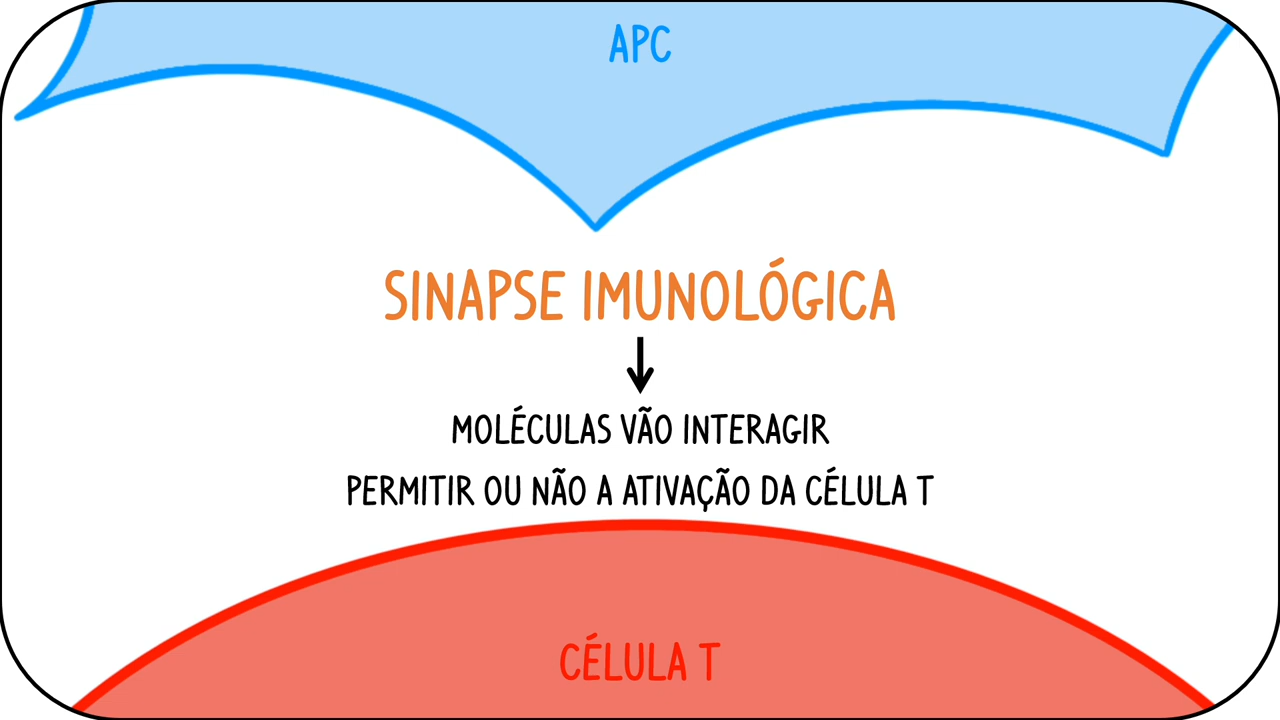 APC
SINAPSE IMUNOLÓGICA
MOLÉCULAS VÃO INTERAGIR
PERMITIR OU NÃO A ATIVAÇÃO DA CÉLULA T
CÉLULA T